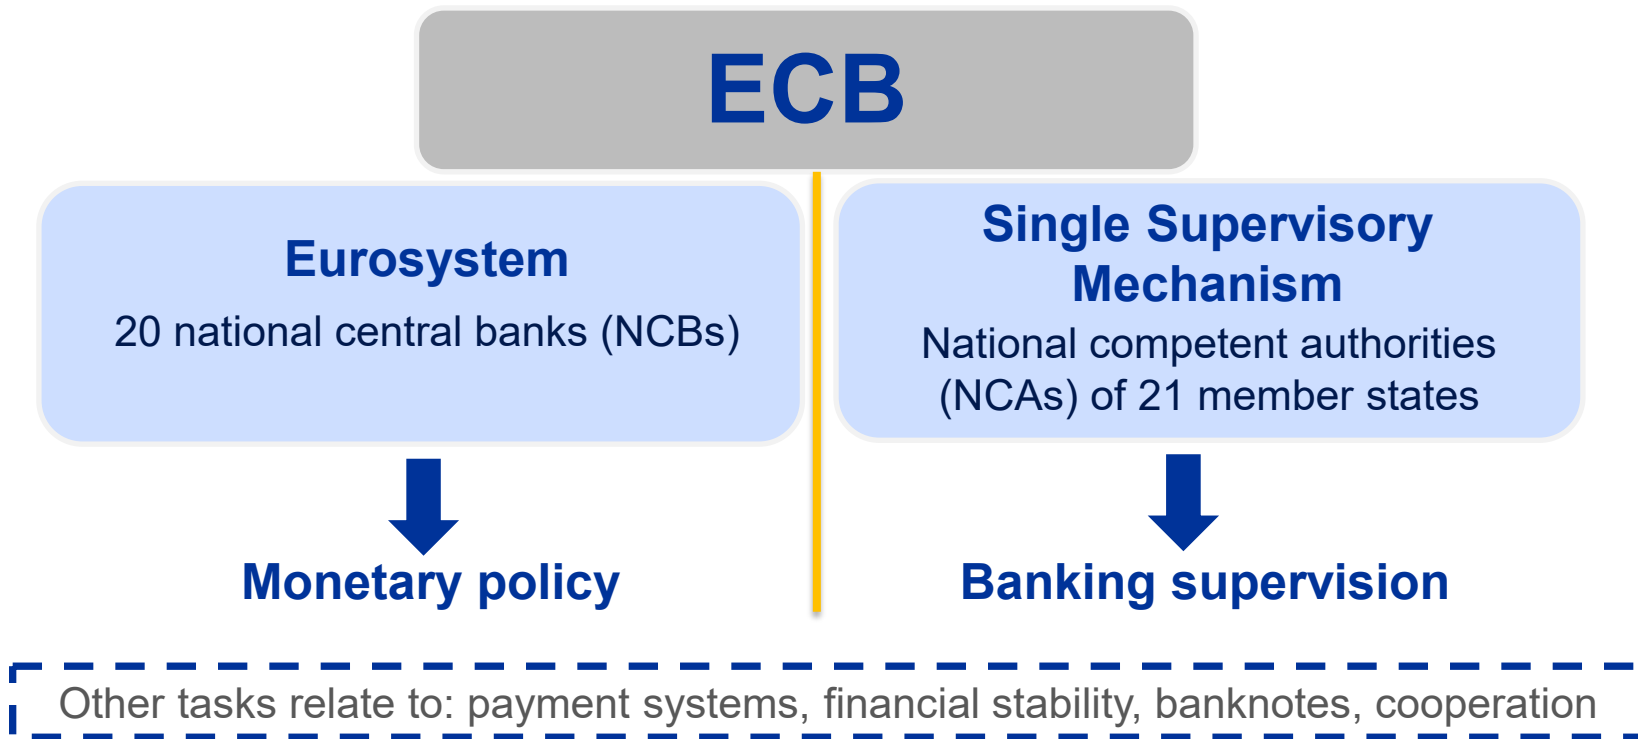 ECB
Eurosystem
20 national central banks (NCBs)
Single Supervisory
Mechanism
National competent authorities
(NCAs) of 21 member states
Monetary policy
Banking supervision
Other tasks relate to: payment systems, financial stability, banknotes, cooperation